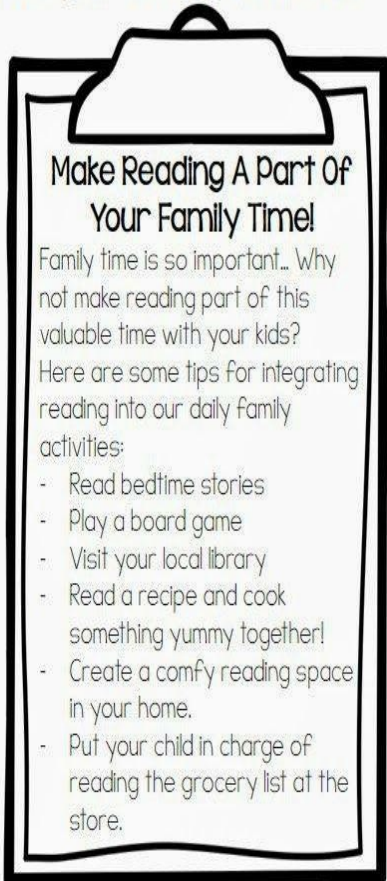 Make Reading A Part Of
Your Family Time!
Family time is so important... Why
not make reading part of this
valuable time with your kids?
Here are some tips for integrating
reading into our daily family
activities:
- Read bedtime stories
- Play a board game
- Visit your local library
- Read a recipe and cook
something yummy together!
- Create a comfy reading space
in your home.
- Put your child in charge of
reading the grocery list at the
store.